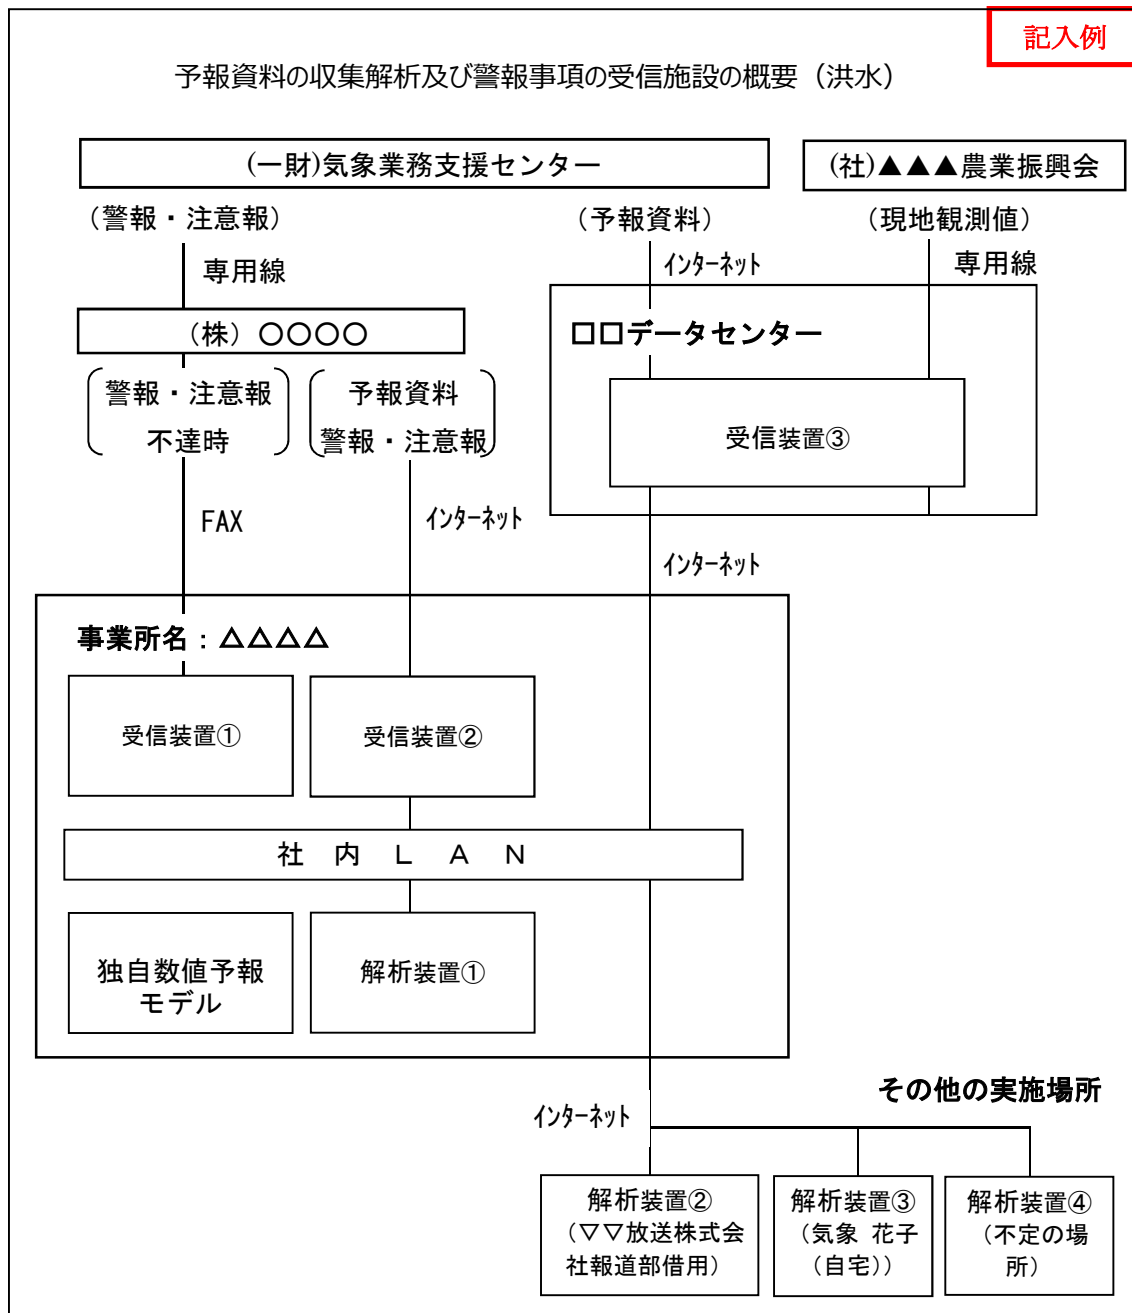 記入例
予報資料の収集解析及び警報事項の受信施設の概要（洪水）
(一財)気象業務支援センター
(社)▲▲▲農業振興会
（警報・注意報）
（予報資料）
（現地観測値）
専用線
ｲﾝﾀｰﾈｯﾄ
専用線
（株）○○○○
□□データセンター
警報・注意報
不達時
予報資料
警報・注意報
受信装置③
FAX
ｲﾝﾀｰﾈｯﾄ
ｲﾝﾀｰﾈｯﾄ
事業所名：△△△△
受信装置①
受信装置②
社内ＬＡＮ
独自数値予報
モデル
解析装置①
その他の実施場所
ｲﾝﾀｰﾈｯﾄ
解析装置②
（▽▽放送株式会
社報道部借用）
解析装置③
（気象 花子
（自宅））
解析装置④
（不定の場
所）